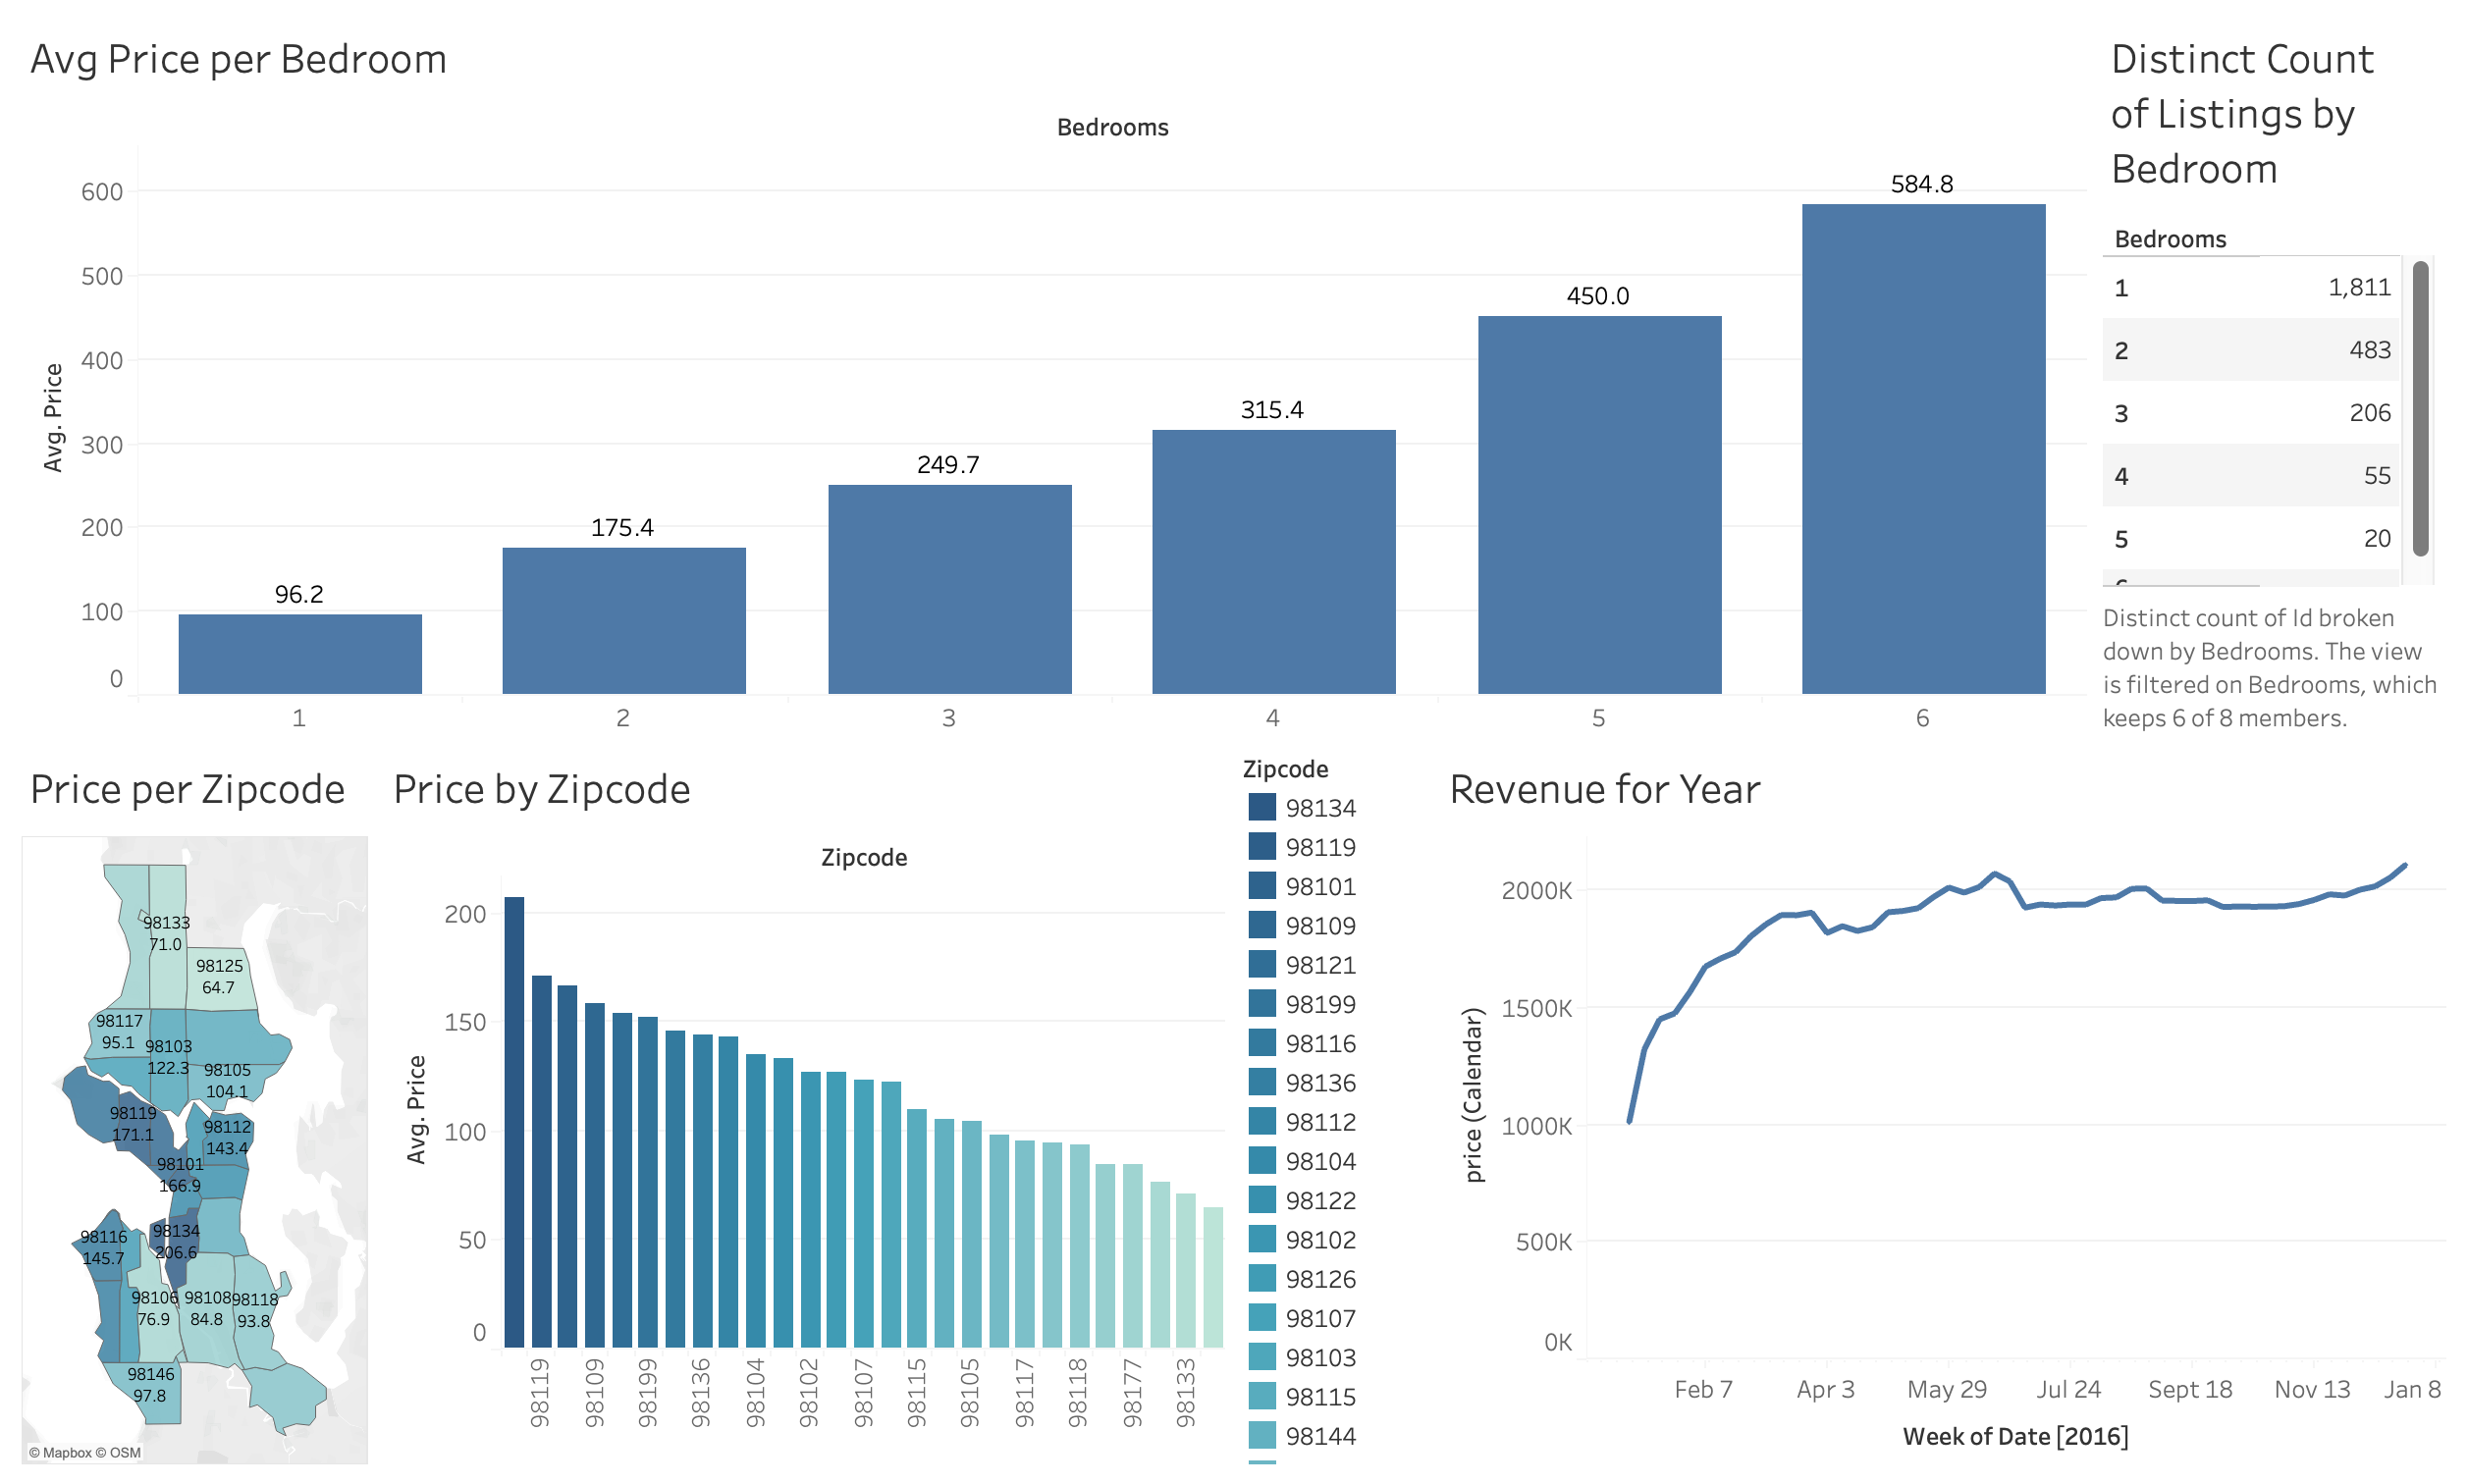 Avg Price per Bedroom
Bedrooms
Avg. Price
600
500
400
300
200
100
0
96.2
175.4
249.7
315.4
450.0
584.8
1
2
3
4
5
6
Distinct Count
of Listings by
Bedroom
Bedrooms
1 1,811
2 483
3 206
4 55
5 20
Distinct count of Id broken
down by Bedrooms. The view
is filtered on Bedrooms, which
keeps 6 of 8 members.
Price per Zipcode
98133
71.0
98125
64.7
98117
95.1
98103
122.3
98105
104.1
98119
171.1
98112
143.4
98101
166.9
98134
206.6
98116
145.7
98106
76.9
98108
84.8
98118
93.8
98146
97.8
© Mapbox © OSM
Price by Zipcode
Zipcode
Avg. Price
200
150
100
50
0
98119
98109
98199
98136
98104
98102
98107
98115
98105
98117
98118
98177
98133
Zipcode
98134
98119
98101
98109
98121
98199
98116
98136
98112
98104
98122
98102
98126
98107
98103
98115
98144
Revenue for Year
price (Calendar)
2000K
1500K
1000K
500K
0K
Feb 7
Apr 3
May 29
Jul 24
Sept 18
Nov 13
Jan 8
Week of Date [2016]